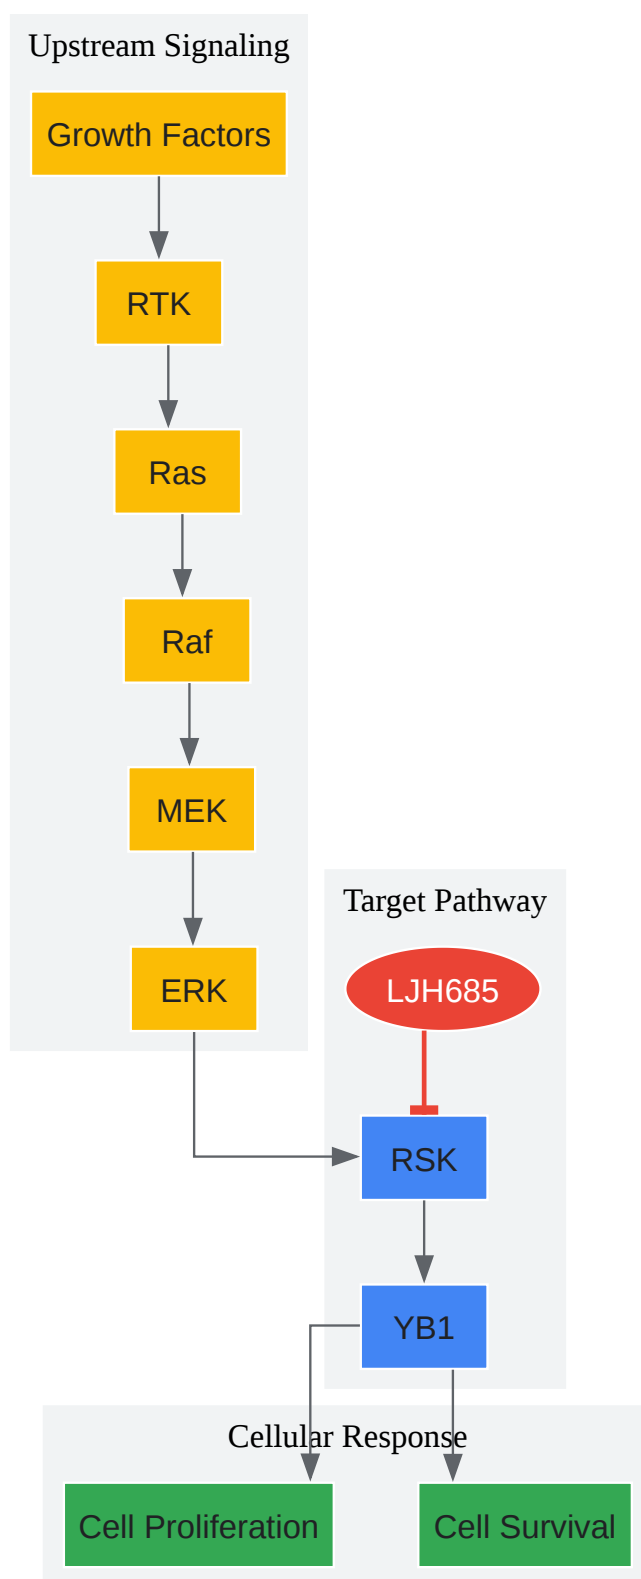 Upstream Signaling
Growth Factors
RTK
Ras
Raf
MEK
ERK
Target Pathway
LJH685
RSK
YB1
Cellular Response
Cell Proliferation
Cell Survival